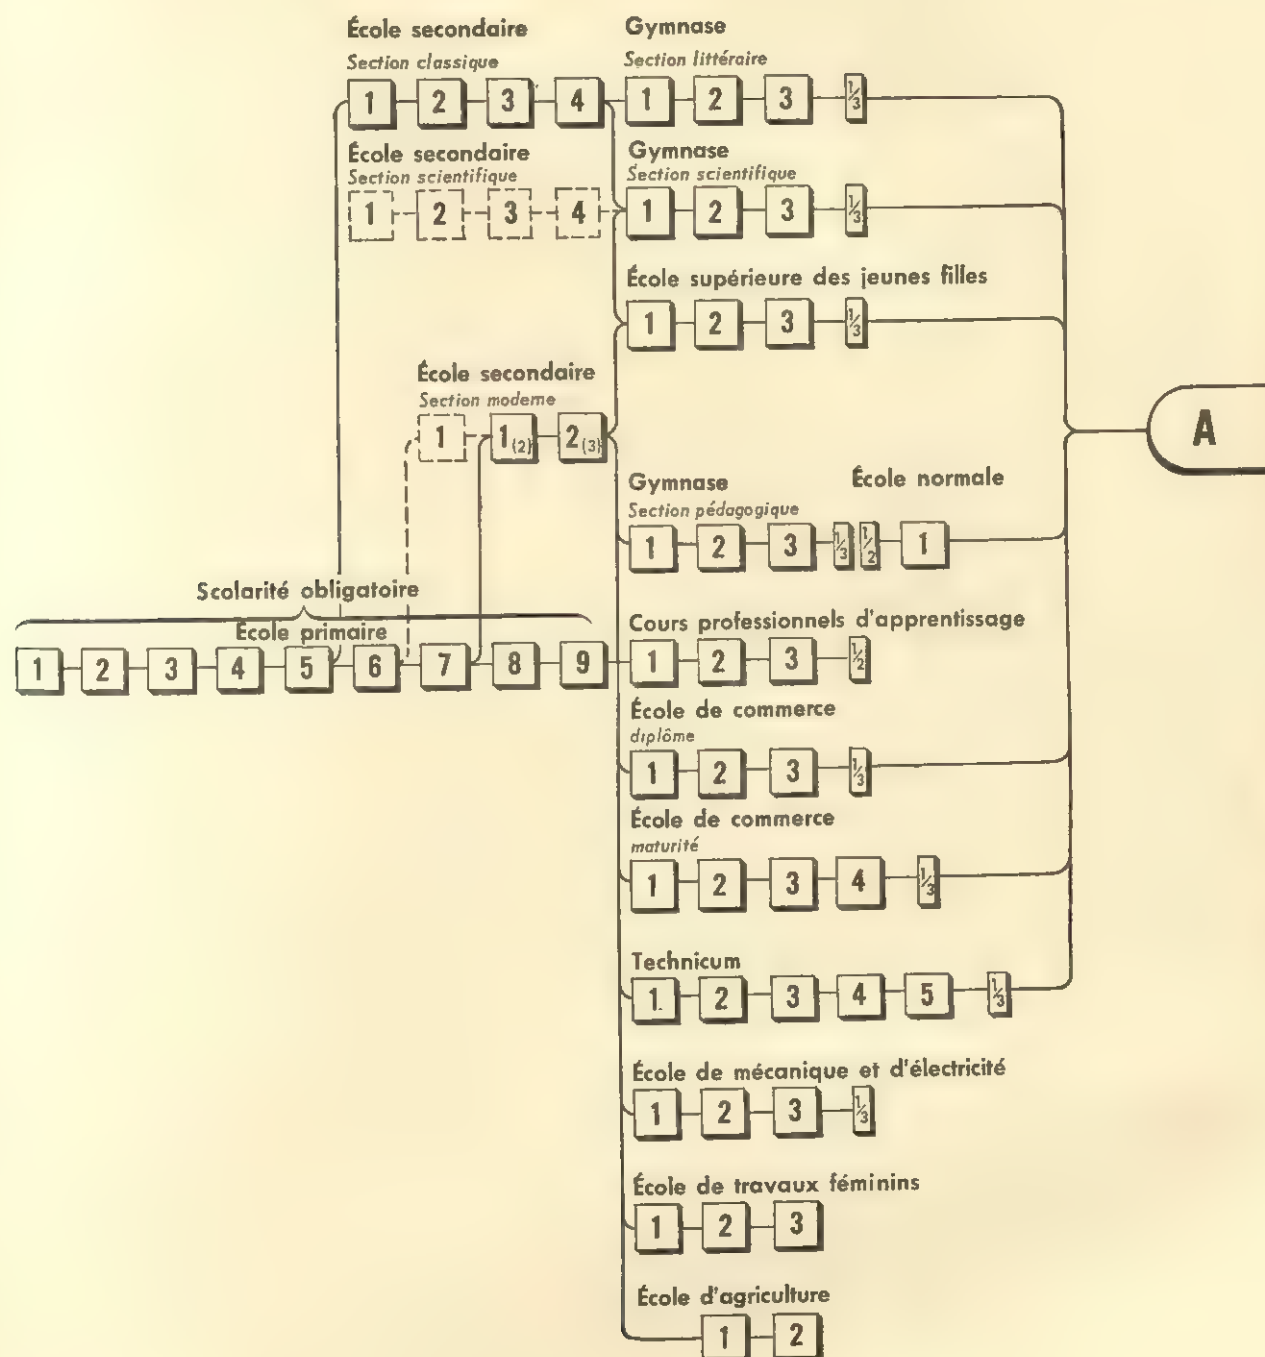 École secondaire
Section classique
1 2 3 4
Gymnase
Section littéraire
1 2 3 1/3
École secondaire
Section scientifique
1 2 3 4
Gymnase
Section scientifique
1 2 3 1/3
École supérieure des jeunes filles
1 2 3 1/3
École secondaire
Section moderne
1 1(2) 2(3)
A
Gymnase
Section pédagogique
1 2 3 1/3
École normale
1/2 1
Scolarité obligatoire
École primaire
1 2 3 4 5 6 7 8 9
Cours professionnels d'apprentissage
1 2 3 1/2
École de commerce
diplôme
1 2 3 1/3
École de commerce
maturité
1 2 3 4 1/3
Technicum
1. 2 3 4 5 1/3
École de mécanique et d'électricité
1 2 3 1/3
École de travaux féminins
1 2 3
École d'agriculture
1 2